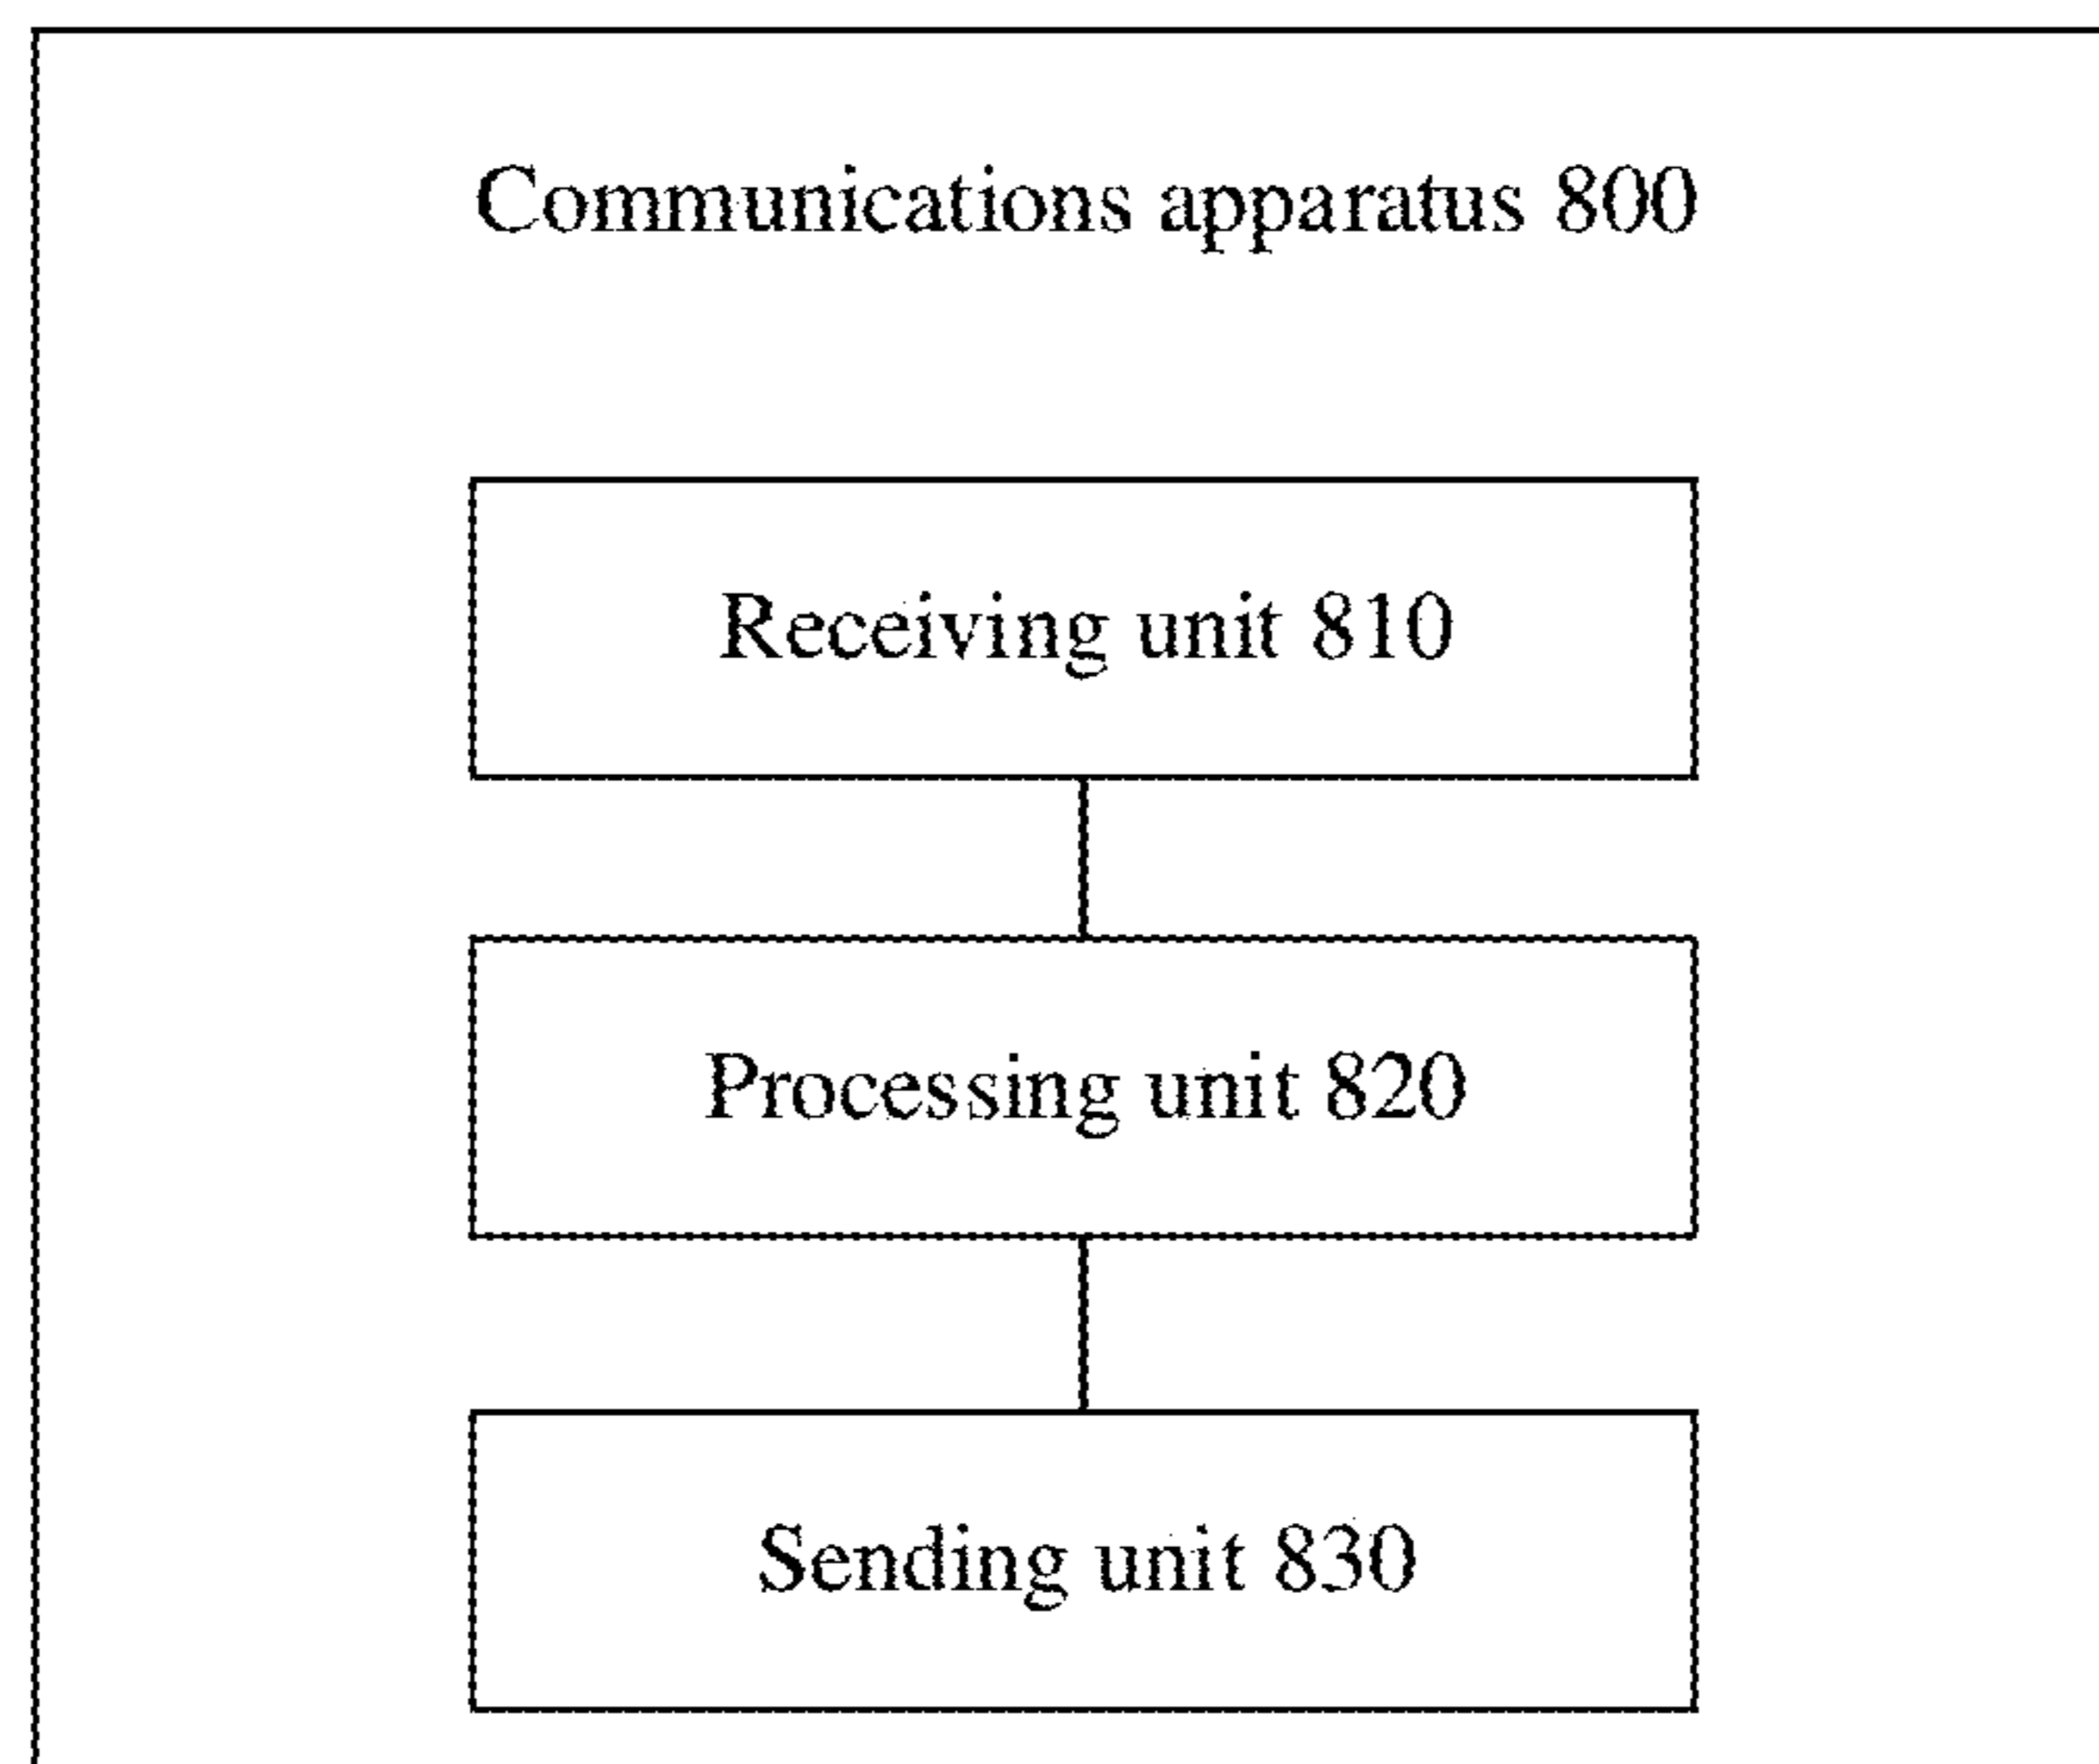 Communications apparatus 800
Receiving unit 810
Processing unit 820
Sending unit 830